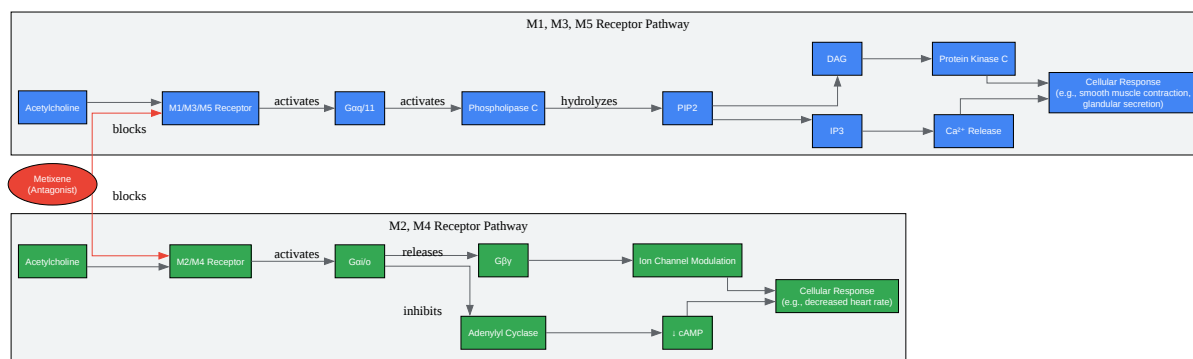 M1, M3, M5 Receptor Pathway
DAG
Protein Kinase C
Acetylcholine
M1/M3/M5 Receptor
activates
Gαq/11
activates
Phospholipase C
hydrolyzes
PIP2
Cellular Response
(e.g., smooth muscle contraction,
glandular secretion)
blocks
IP3
Ca²⁺ Release
Metixene
(Antagonist)
blocks
M2, M4 Receptor Pathway
Acetylcholine
M2/M4 Receptor
activates
Gαi/o
releases
Gβγ
Ion Channel Modulation
Cellular Response
(e.g., decreased heart rate)
inhibits
Adenylyl Cyclase
↓ cAMP